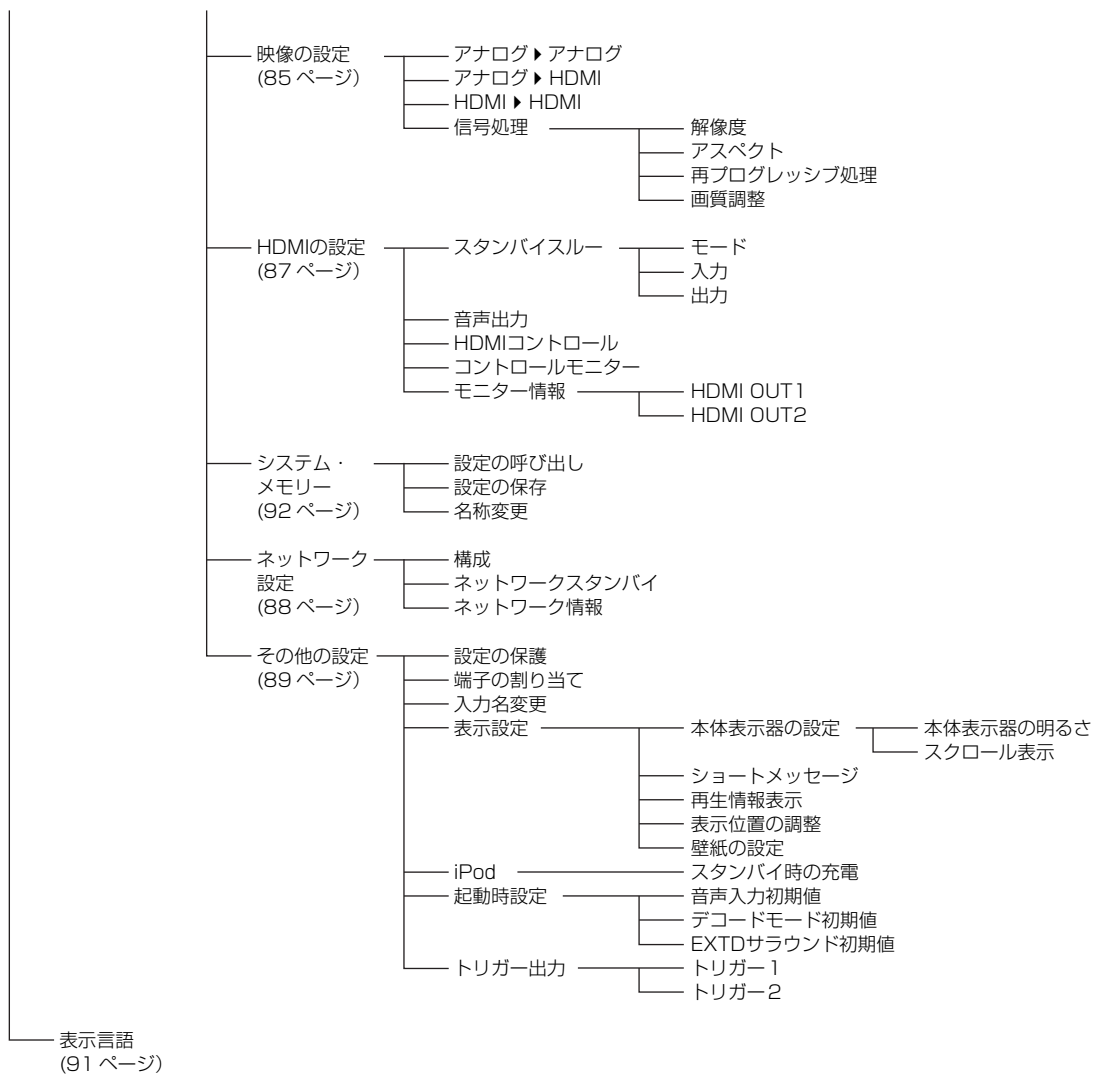 映像の設定
(85 ページ)
アナログ▶アナログ
アナログ▶HDMI
HDMI▶HDMI
信号処理
解像度
アスペクト
再プログレッシブ処理
画質調整
HDMIの設定
(87 ページ)
スタンバイスルー
モード
入力
出力
音声出力
HDMIコントロール
コントロールモニター
モニター情報
HDMI OUT1
HDMI OUT2
システム・
メモリー
(92 ページ)
設定の呼び出し
設定の保存
名称変更
ネットワーク
設定
(88 ページ)
構成
ネットワークスタンバイ
ネットワーク情報
その他の設定
(89 ページ)
設定の保護
端子の割り当て
入力名変更
表示設定
本体表示器の設定
本体表示器の明るさ
スクロール表示
ショートメッセージ
再生情報表示
表示位置の調整
壁紙の設定
iPod
スタンバイ時の充電
起動時設定
音声入力初期値
デコードモード初期値
EXTDサラウンド初期値
トリガー出力
トリガー1
トリガー2
表示言語
(91 ページ)